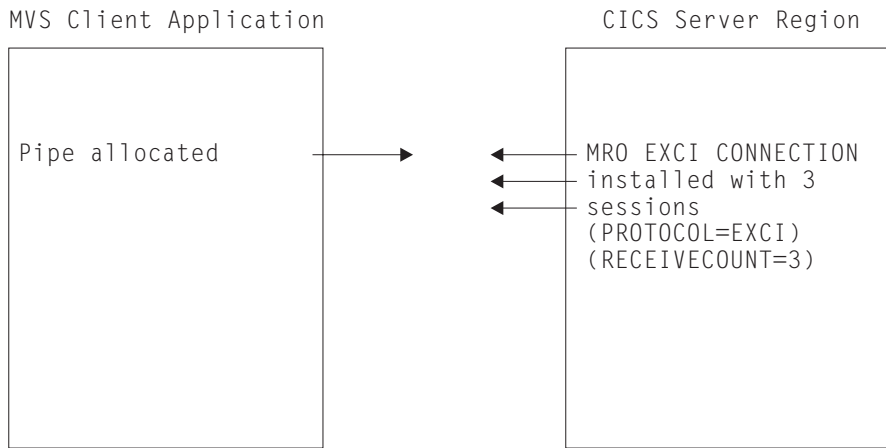 MVS Client Application
CICS Server Region
Pipe allocated
MRO EXCI CONNECTION
installed with 3
sessions
(PROTOCOL=EXCI)
(RECEIVECOUNT=3)